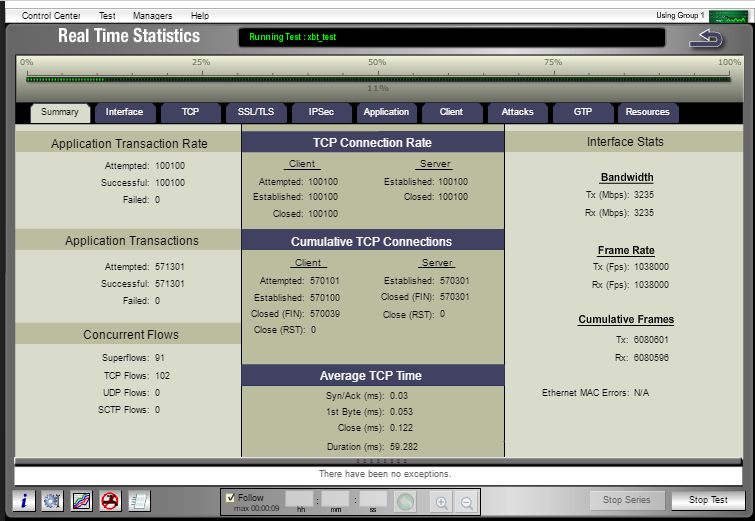 Control Center Test Managers Help Using Group 1
Real Time Statistics
Running Test : xbt_test
0% 25% 50% 75% 100%
11%
Summary Interface TCP SSL/TLS IPSec Application Client Attacks GTP Resources
Application Transaction Rate
Attempted: 100100
Successful: 100100
Failed: 0
Application Transactions
Attempted: 571301
Successful: 571301
Failed: 0
Concurrent Flows
Superflows: 91
TCP Flows: 102
UDP Flows: 0
SCTP Flows: 0
TCP Connection Rate
Client Server
Attempted: 100100 Established: 100100
Established: 100100 Closed: 100100
Closed: 100100
Cumulative TCP Connections
Client Server
Attempted: 570101 Established: 570301
Established: 570100 Closed (FIN): 570301
Closed (FIN): 570039 Close (RST): 0
Close (RST): 0
Average TCP Time
Syn/Ack (ms): 0.03
1st Byte (ms): 0.053
Close (ms): 0.122
Duration (ms): 59.282
Interface Stats
Bandwidth
Tx (Mbps): 3235
Rx (Mbps): 3235
Frame Rate
Tx (Fps): 1038000
Rx (Fps): 1038000
Cumulative Frames
Tx: 6080601
Rx: 6080596
Ethernet MAC Errors: N/A
There have been no exceptions.
i Follow : : Stop Series Stop Test
max 00:00:09 hh mm ss